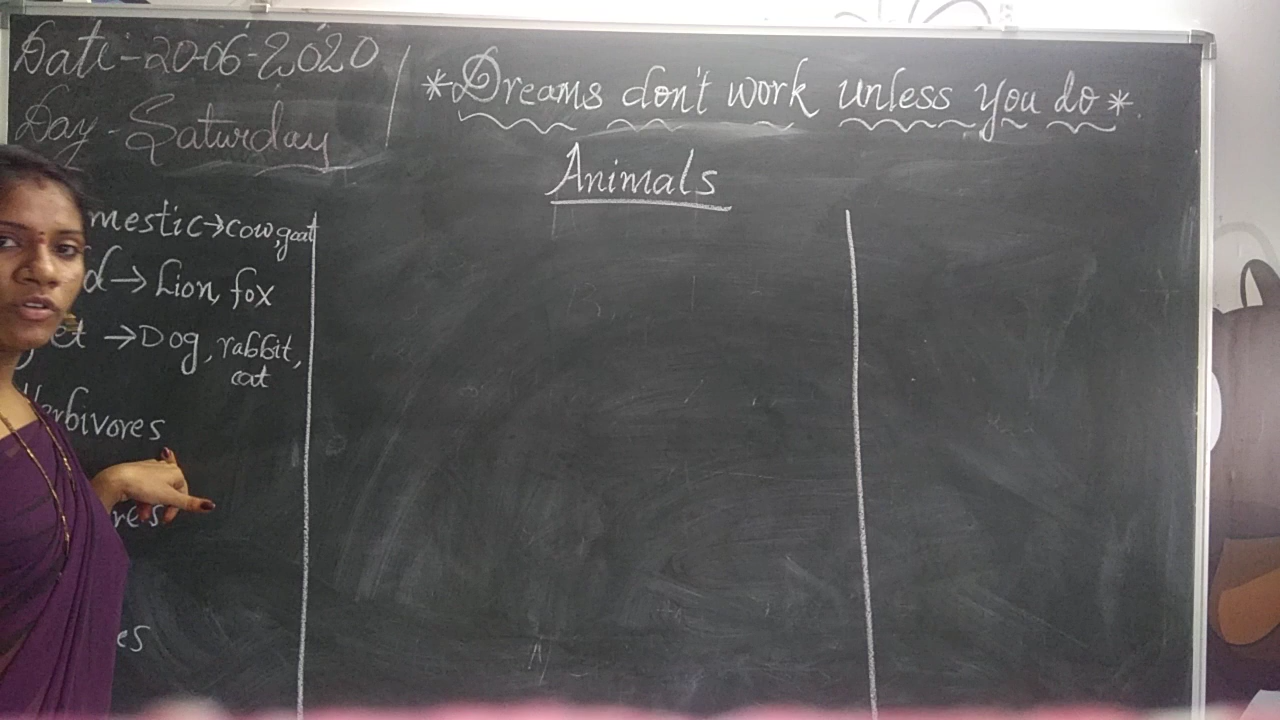 Date:-20-06-2020
Day-Saturday
*Dreams don't work unless you do*
Animals
mestic→cow,goat
d→Lion, fox
et →Dog, rabbit,
cat
Herbivores
res
es